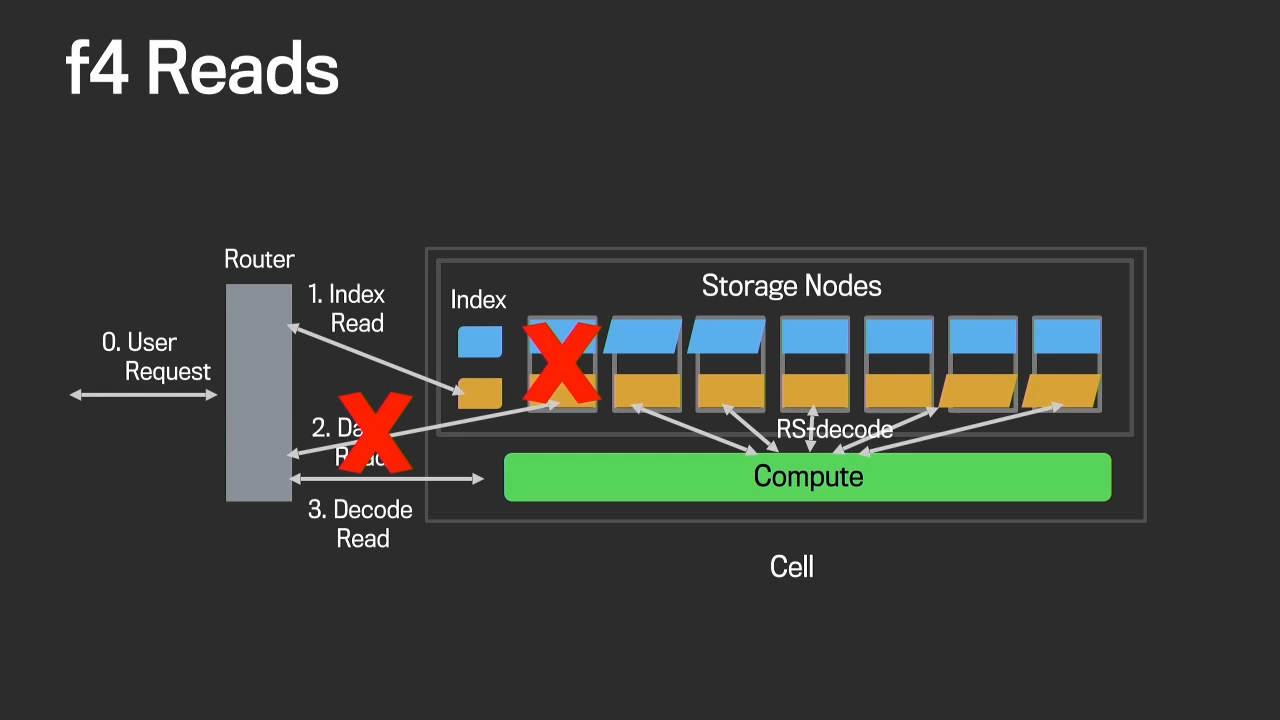 f4 Reads
Router
0. User
Request
1. Index
Read
2. Da
Read
3. Decode
Read
Index
Storage Nodes
RS-decode
Compute
Cell